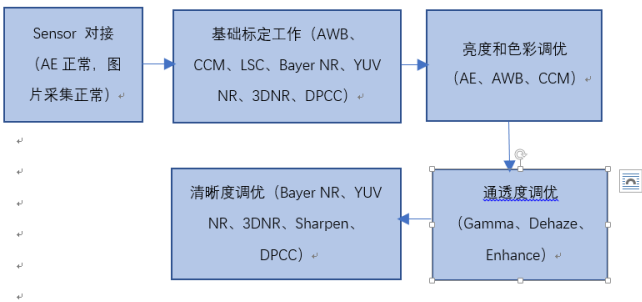 Sensor 对接
（AE 正常，图
片采集正常）
基础标定工作（AWB、
CCM、LSC、Bayer NR、YUV
NR、3DNR、DPCC）
亮度和色彩调优
（AE、AWB、CCM）
通透度调优
（Gamma、Dehaze、
Enhance）
清晰度调优（Bayer NR、YUV
NR、3DNR、Sharpen、
DPCC）